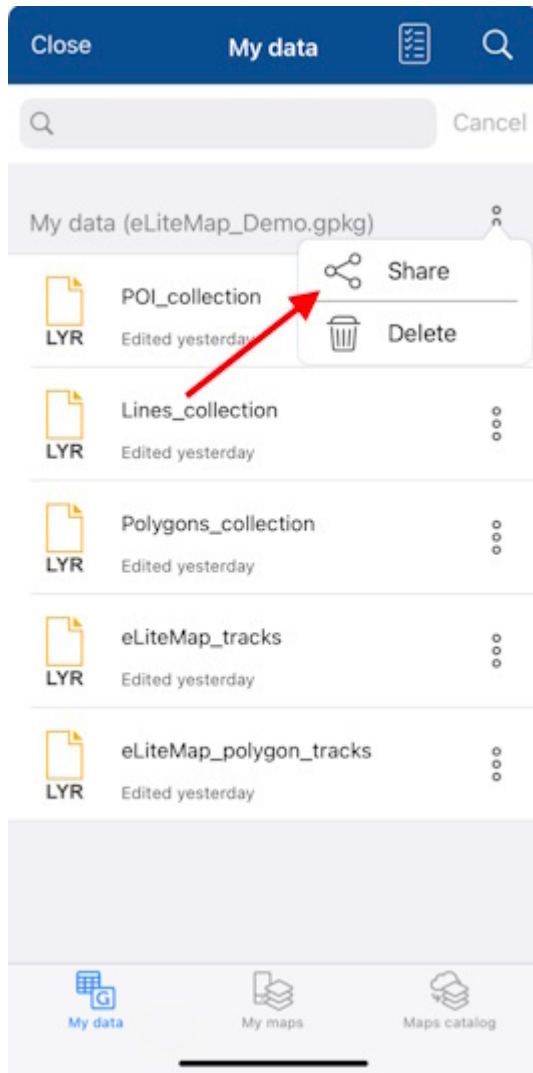 Close My data
Cancel
My data (eLiteMap_Demo.gpkg)
Share
Delete
POI_collection
LYR Edited yesterday
Lines_collection
LYR Edited yesterday
Polygons_collection
LYR Edited yesterday
eLiteMap_tracks
LYR Edited yesterday
eLiteMap_polygon_tracks
LYR Edited yesterday
G
My data My maps Maps catalog